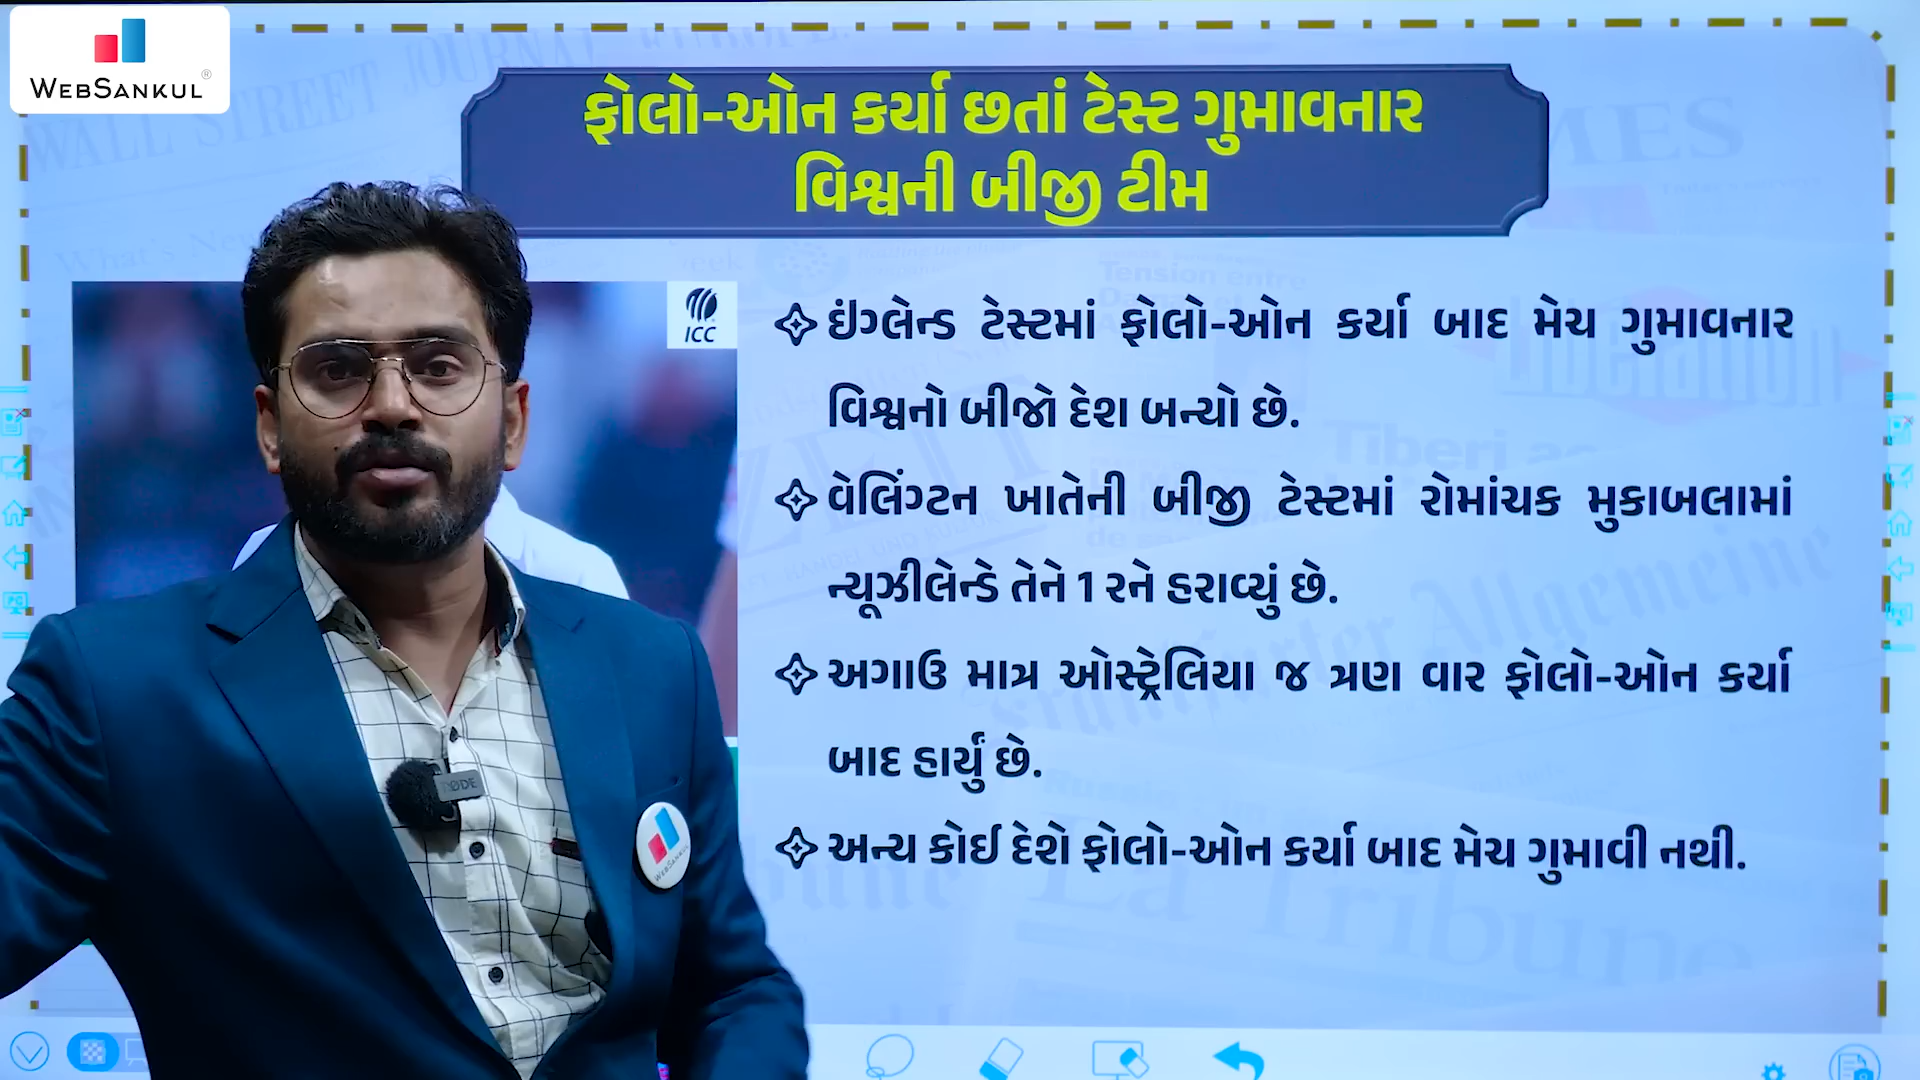 WEBSANKUL
ફોલો-ઓન કર્યા છતાં ટેસ્ટ ગુમાવનાર
વિશ્વની બીજી ટીમ
ICC
ઇંગ્લેન્ડ ટેસ્ટમાં ફોલો-ઓન કર્યા બાદ મેચ ગુમાવનાર
વિશ્વનો બીજો દેશ બન્યો છે.
વેલિંગ્ટન ખાતેની બીજી ટેસ્ટમાં રોમાંચક મુકાબલામાં
ન્યૂઝીલેન્ડે તેને 1 રને હરાવ્યું છે.
અગાઉ માત્ર ઓસ્ટ્રેલિયા જ ત્રણ વાર ફોલો-ઓન કર્યા
બાદ હાર્યું છે.
અન્ય કોઈ દેશે ફોલો-ઓન કર્યા બાદ મેચ ગુમાવી નથી.